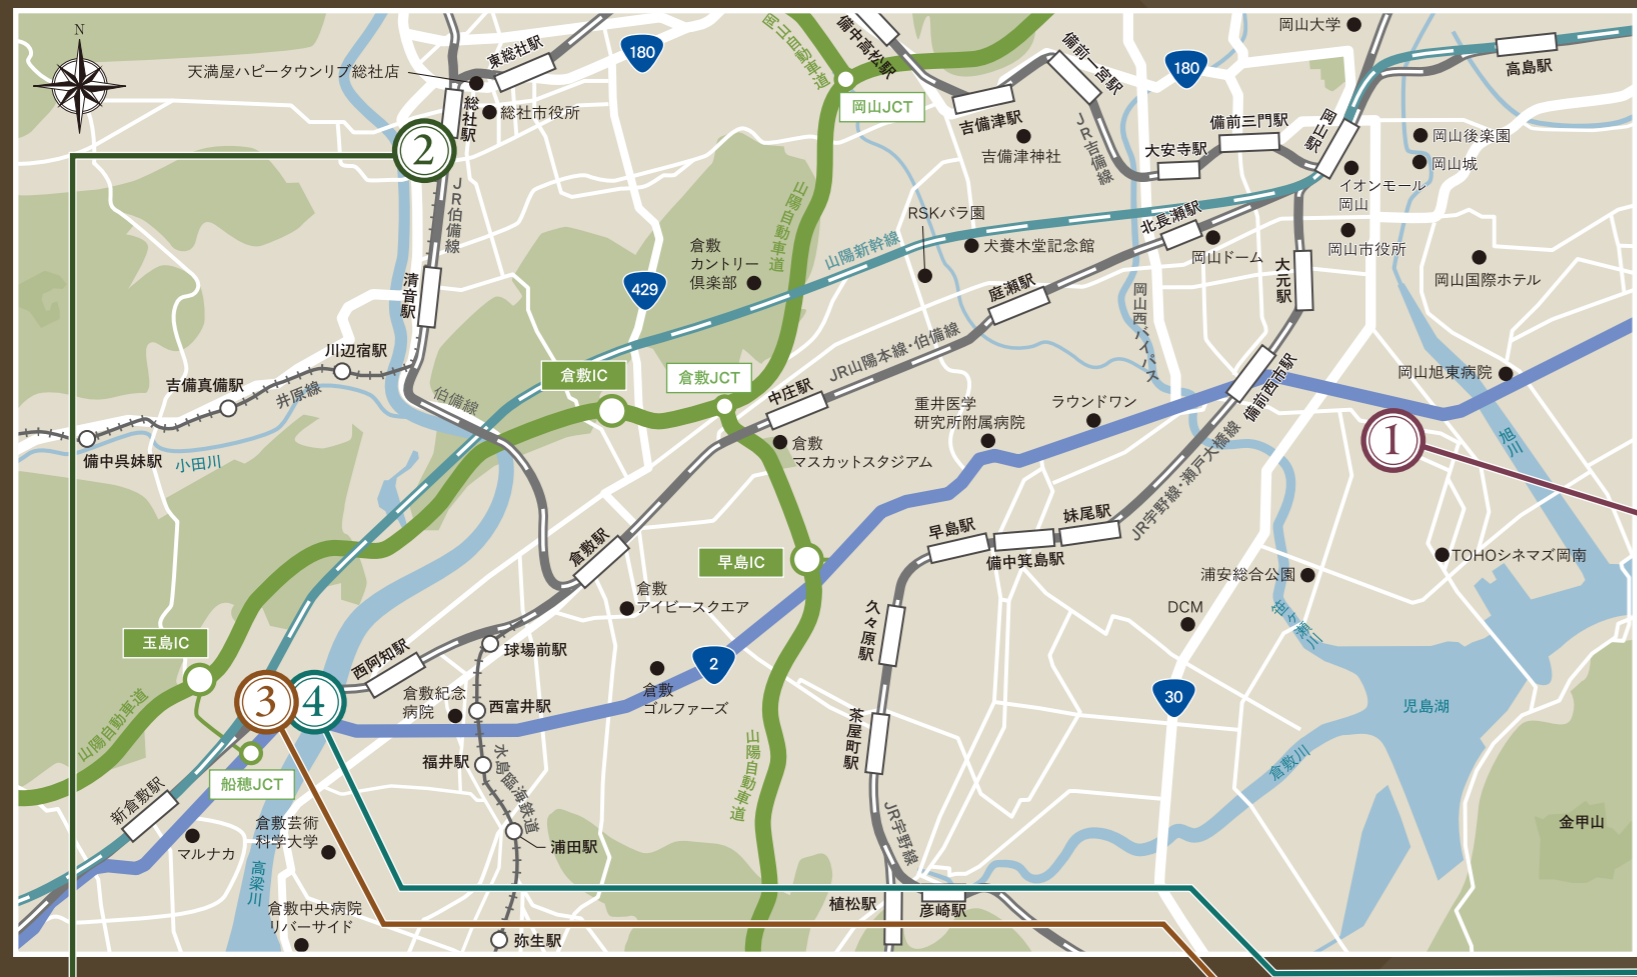 N
東総社駅
180
天満屋ハピータウンリブ総社店
総社駅
総社市役所
②
JR伯備線
清音駅
川辺宿駅
吉備真備駅
井原線
備中呉妹駅
小田川
伯備線
山陽自動車道
備中高松駅
岡山JCT
吉備津駅
吉備津神社
備前一宮駅
JR吉備線
180
大安寺駅
備前三門駅
岡山駅
岡山大学
高島駅
岡山後楽園
岡山城
イオンモール
岡山
岡山市役所
岡山国際ホテル
山陽自動車道
倉敷
カントリー
倶楽部
山陽新幹線
RSKバラ園
犬養木堂記念館
北長瀬駅
岡山ドーム
大元駅
429
庭瀬駅
岡山西バイパス
JR山陽本線・伯備線
倉敷IC
倉敷JCT
中庄駅
倉敷
マスカットスタジアム
重井医学
研究所附属病院
ラウンドワン
備前西市駅
岡山旭東病院
①
旭川
JR宇野線・瀬戸大橋線
倉敷駅
早島IC
早島駅
備中箕島駅
妹尾駅
倉敷
アイビースクエア
TOHOシネマズ岡南
浦安総合公園
DCM
笹ヶ瀬川
久々原駅
玉島IC
山陽自動車道
③
④
西阿知駅
球場前駅
倉敷紀念
病院
西富井駅
倉敷
ゴルファーズ
2
30
児島湖
倉敷川
茶屋町駅
福井駅
水島臨海鉄道
山陽自動車道
船穂JCT
新倉敷駅
マルナカ
倉敷芸術
科学大学
高梁川
浦田駅
JR宇野線
金甲山
倉敷中央病院
リバーサイド
弥生駅
植松駅
彦崎駅